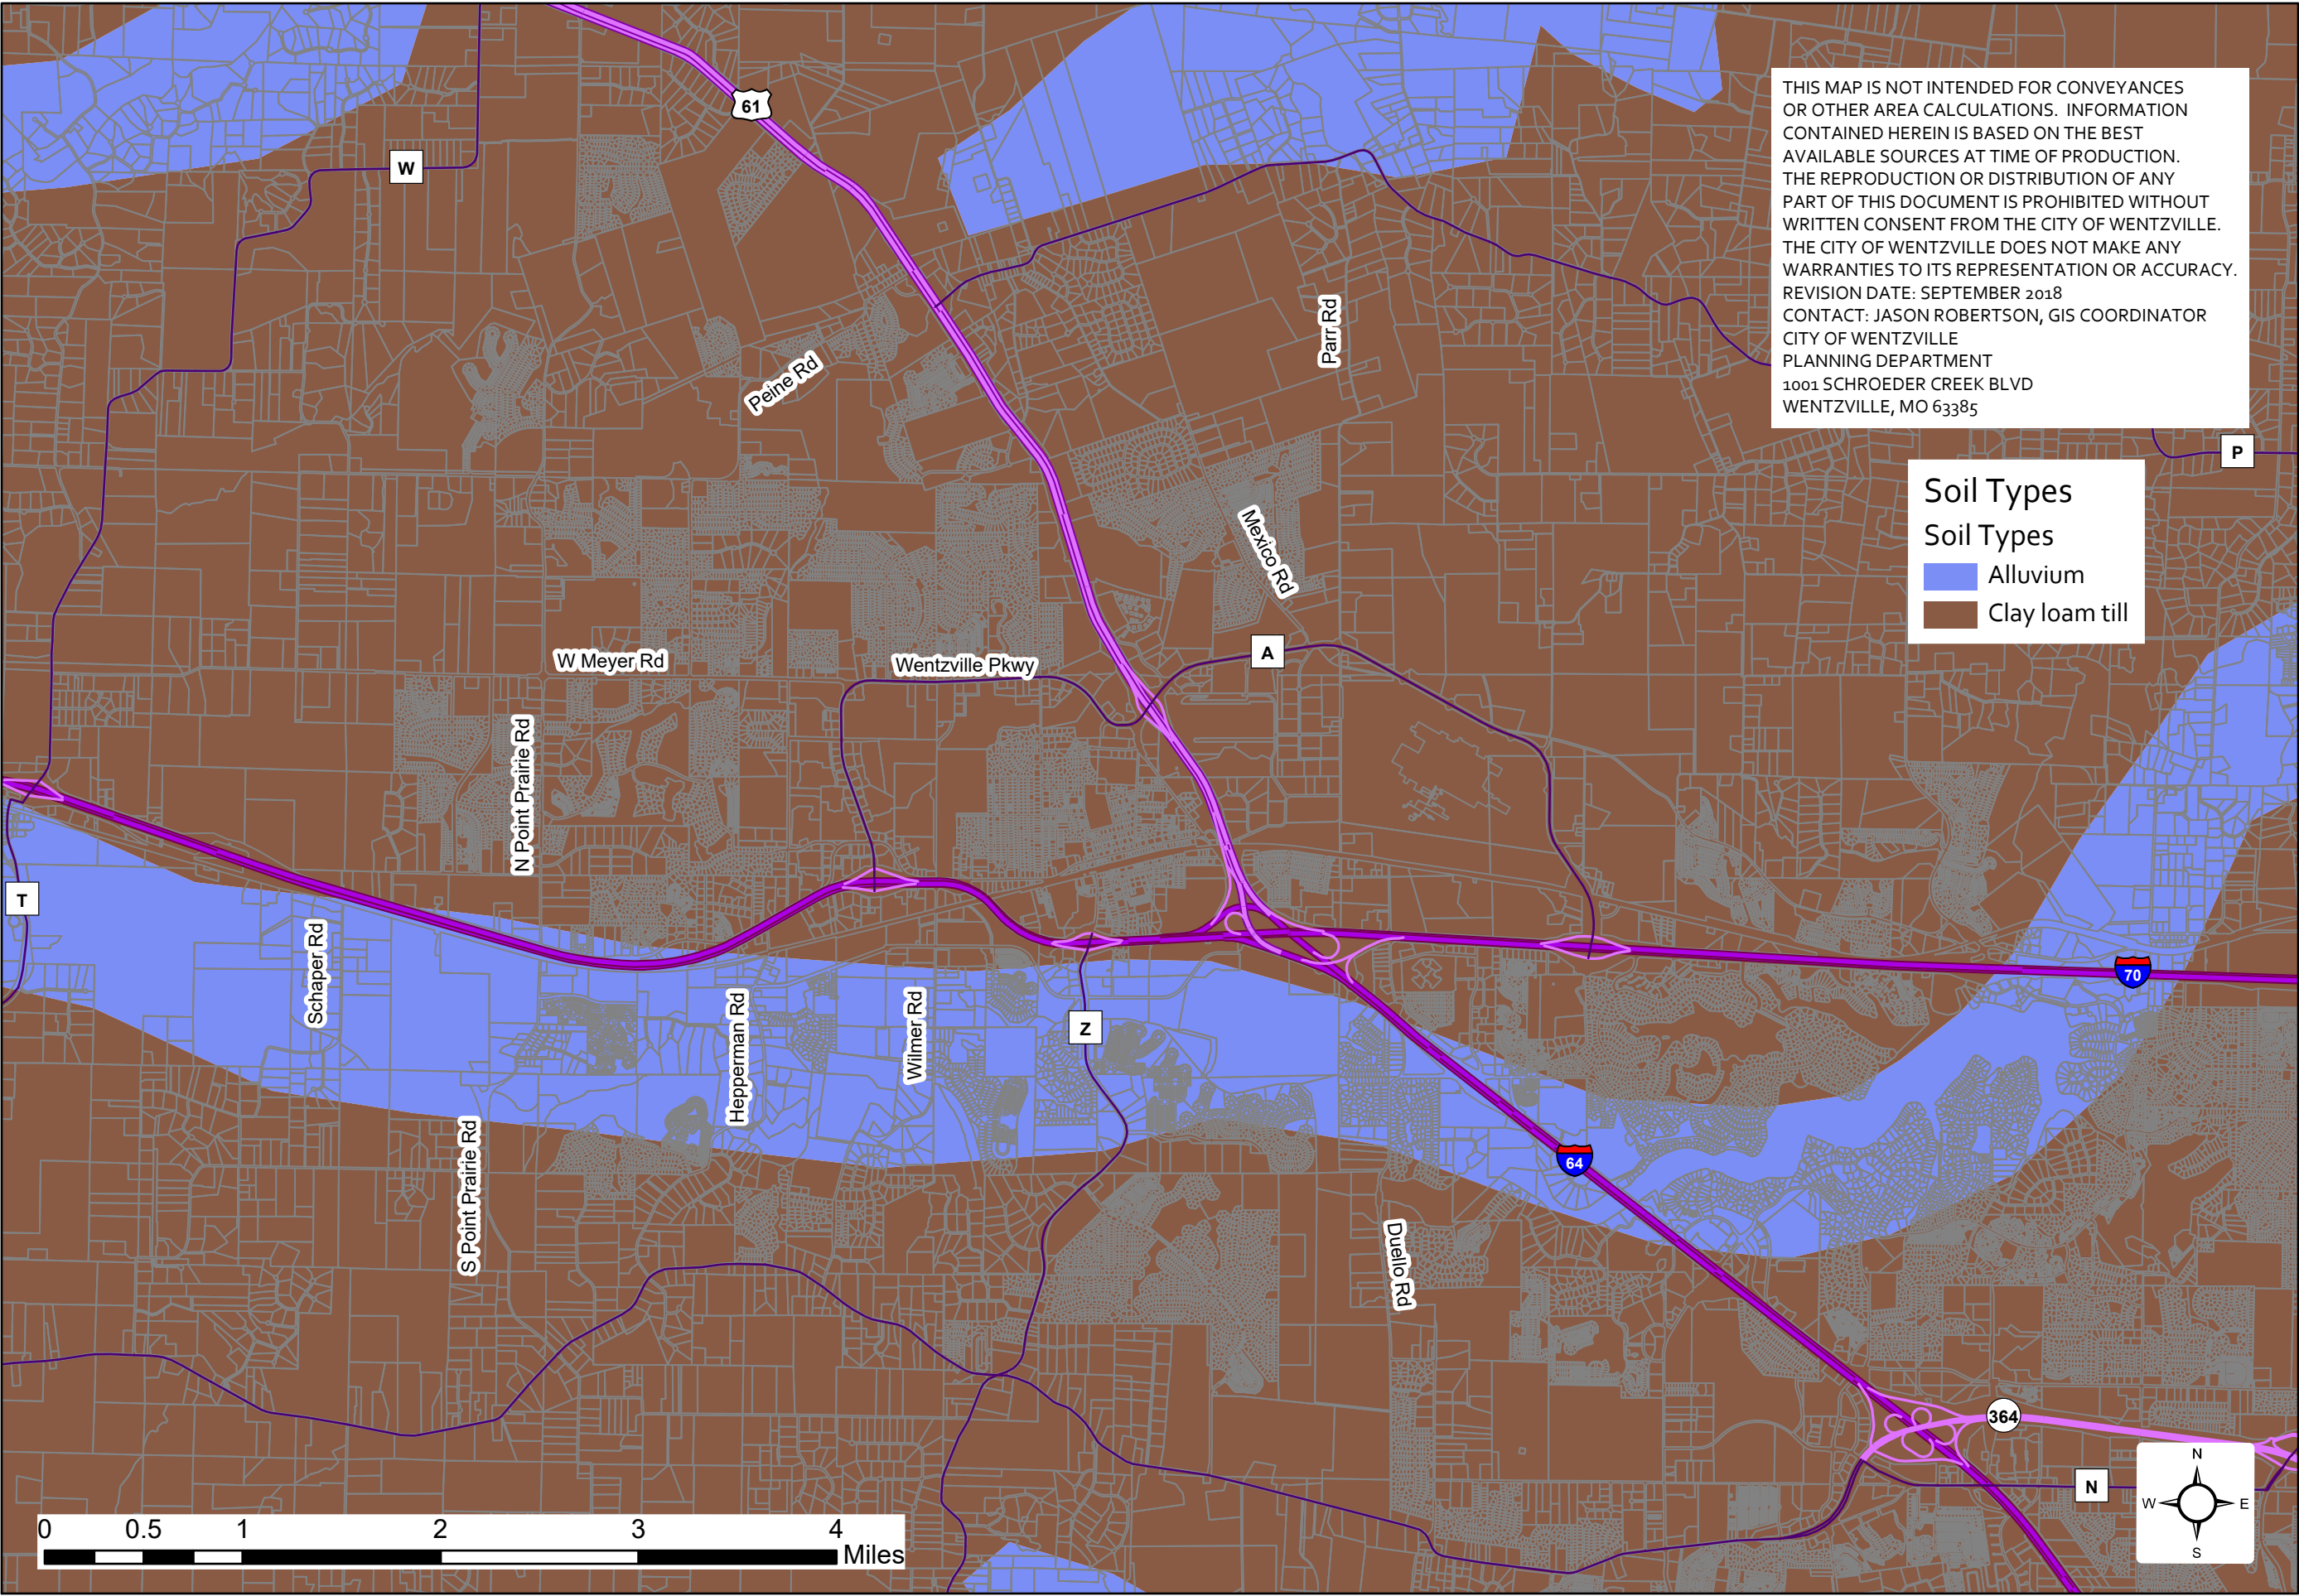 61
W
THIS MAP IS NOT INTENDED FOR CONVEYANCES
OR OTHER AREA CALCULATIONS. INFORMATION
CONTAINED HEREIN IS BASED ON THE BEST
AVAILABLE SOURCES AT TIME OF PRODUCTION.
THE REPRODUCTION OR DISTRIBUTION OF ANY
PART OF THIS DOCUMENT IS PROHIBITED WITHOUT
WRITTEN CONSENT FROM THE CITY OF WENTZVILLE.
THE CITY OF WENTZVILLE DOES NOT MAKE ANY
WARRANTIES TO ITS REPRESENTATION OR ACCURACY.
REVISION DATE: SEPTEMBER 2018
CONTACT: JASON ROBERTSON, GIS COORDINATOR
CITY OF WENTZVILLE
PLANNING DEPARTMENT
1001 SCHROEDER CREEK BLVD
WENTZVILLE, MO 63385
Parr Rd
Peine Rd
P
Soil Types
Soil Types
Alluvium
Clay loam till
Mexico Rd
A
W Meyer Rd
Wentzville Pkwy
N Point Prairie Rd
T
Schaper Rd
70
Hepperman Rd
Wilmer Rd
Z
S Point Prairie Rd
64
Duello Rd
364
N
N
W
E
S
0
0.5
1
2
3
4
Miles